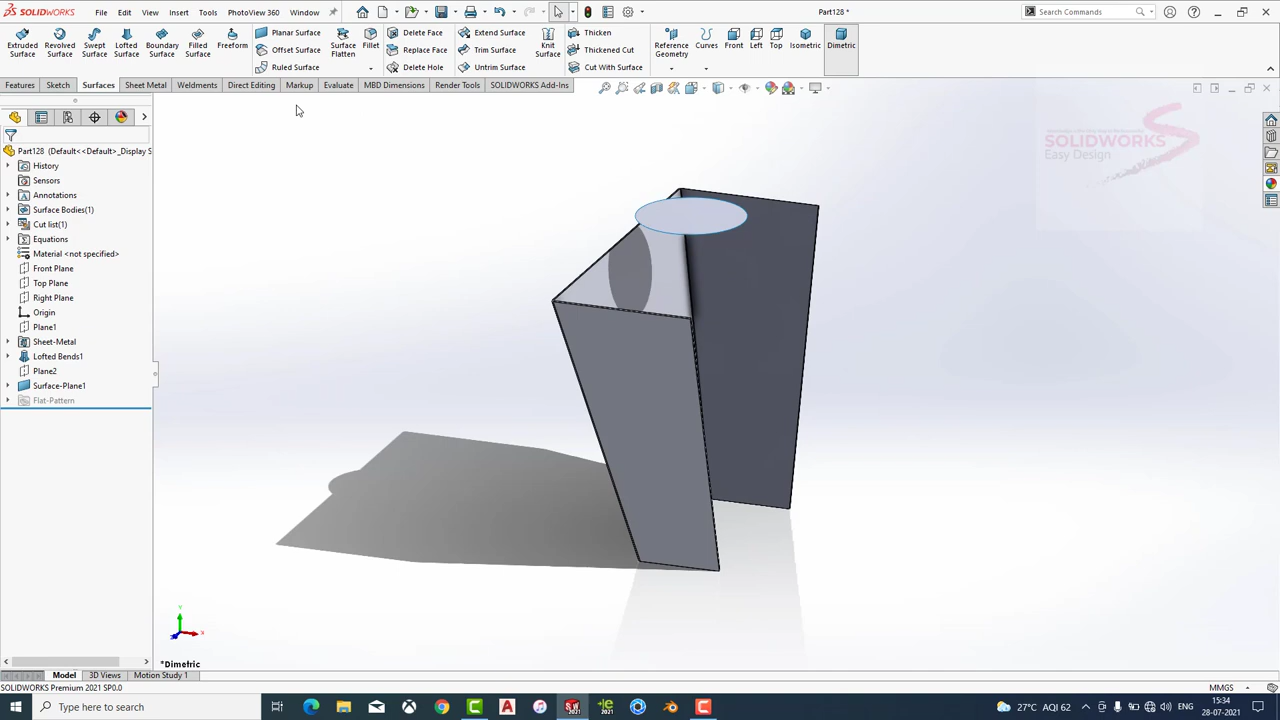 SOLIDWORKS File Edit View Insert Tools PhotoView 360 Window Part128 * Search Commands
Extruded Surface Revolved Surface Swept Surface Lofted Surface Boundary Surface Filled Surface Freeform Planar Surface Offset Surface Ruled Surface Surface Flatten Fillet Delete Face Replace Face Delete Hole Extend Surface Trim Surface Untrim Surface Knit Surface Thicken Thickened Cut Cut With Surface Reference Geometry Curves Front Left Top Isometric Dimetric
Features Sketch Surfaces Sheet Metal Weldments Direct Editing Markup Evaluate MBD Dimensions Render Tools SOLIDWORKS Add-Ins
SOLIDWORKS
Easy Design
Part128 (Default<<Default>_Display S
History
Sensors
Annotations
Surface Bodies(1)
Cut list(1)
Equations
Material <not specified>
Front Plane
Top Plane
Right Plane
Origin
Plane1
Sheet-Metal
Lofted Bends1
Plane2
Surface-Plane1
Flat-Pattern
*Dimetric
Model 3D Views Motion Study 1
SOLIDWORKS Premium 2021 SP0.0 MMGS
Type here to search 27°C AQI 62 ENG 15:34
28-07-2021